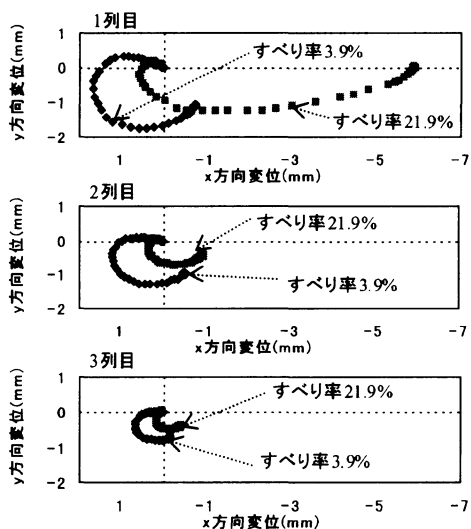 1列目
y方向変位(mm)
1
0
-1
-2
すべり率3.9%
すべり率21.9%
1 -1 -3 -5 -7
x方向変位(mm)
2列目
y方向変位(mm)
1
0
-1
-2
すべり率21.9%
すべり率3.9%
1 -1 -3 -5 -7
x方向変位(mm)
3列目
y方向変位(mm)
1
0
-1
-2
すべり率21.9%
すべり率3.9%
1 -1 -3 -5 -7
x方向変位(mm)